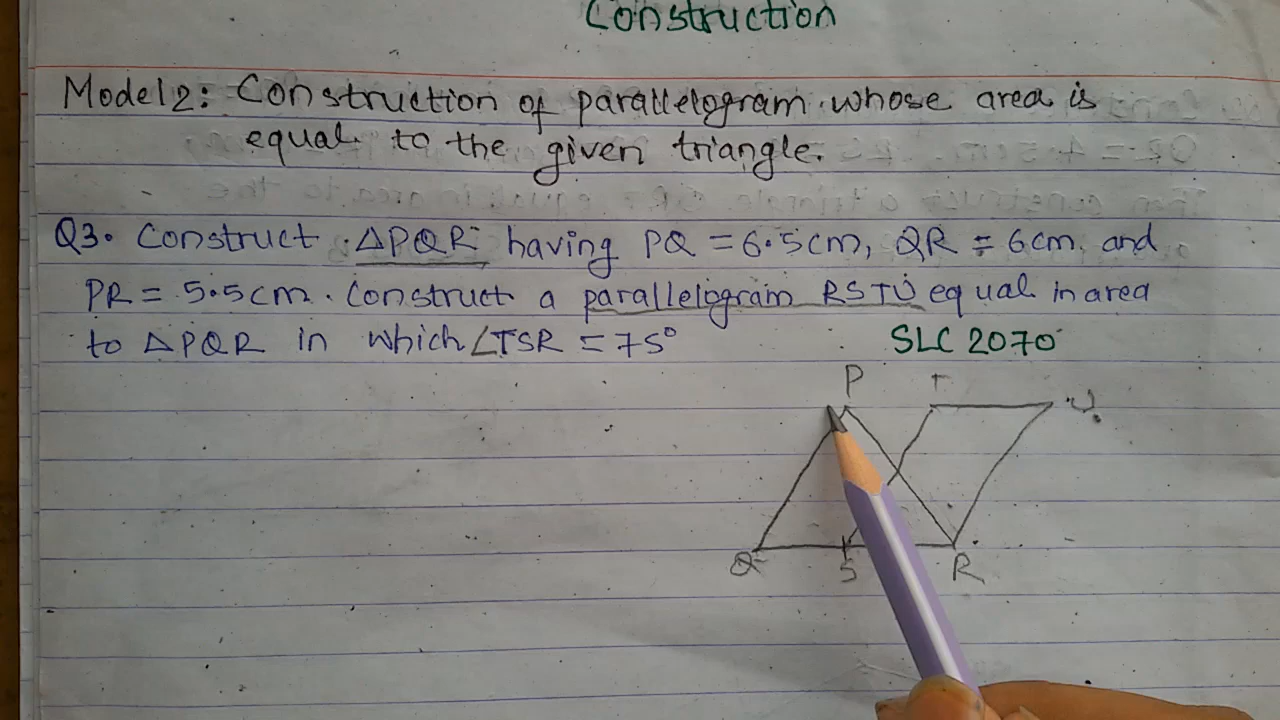 Construction
Model 2: Construction of parallelogram whose area is
equal to the given triangle.
Q3. Construct ΔPQR having PQ = 6.5cm, QR = 6cm and
PR = 5.5cm. Construct a parallelogram RSTU equal in area
to ΔPQR in which ∠TSR = 75°
SLC 2070
P T U
Q S R